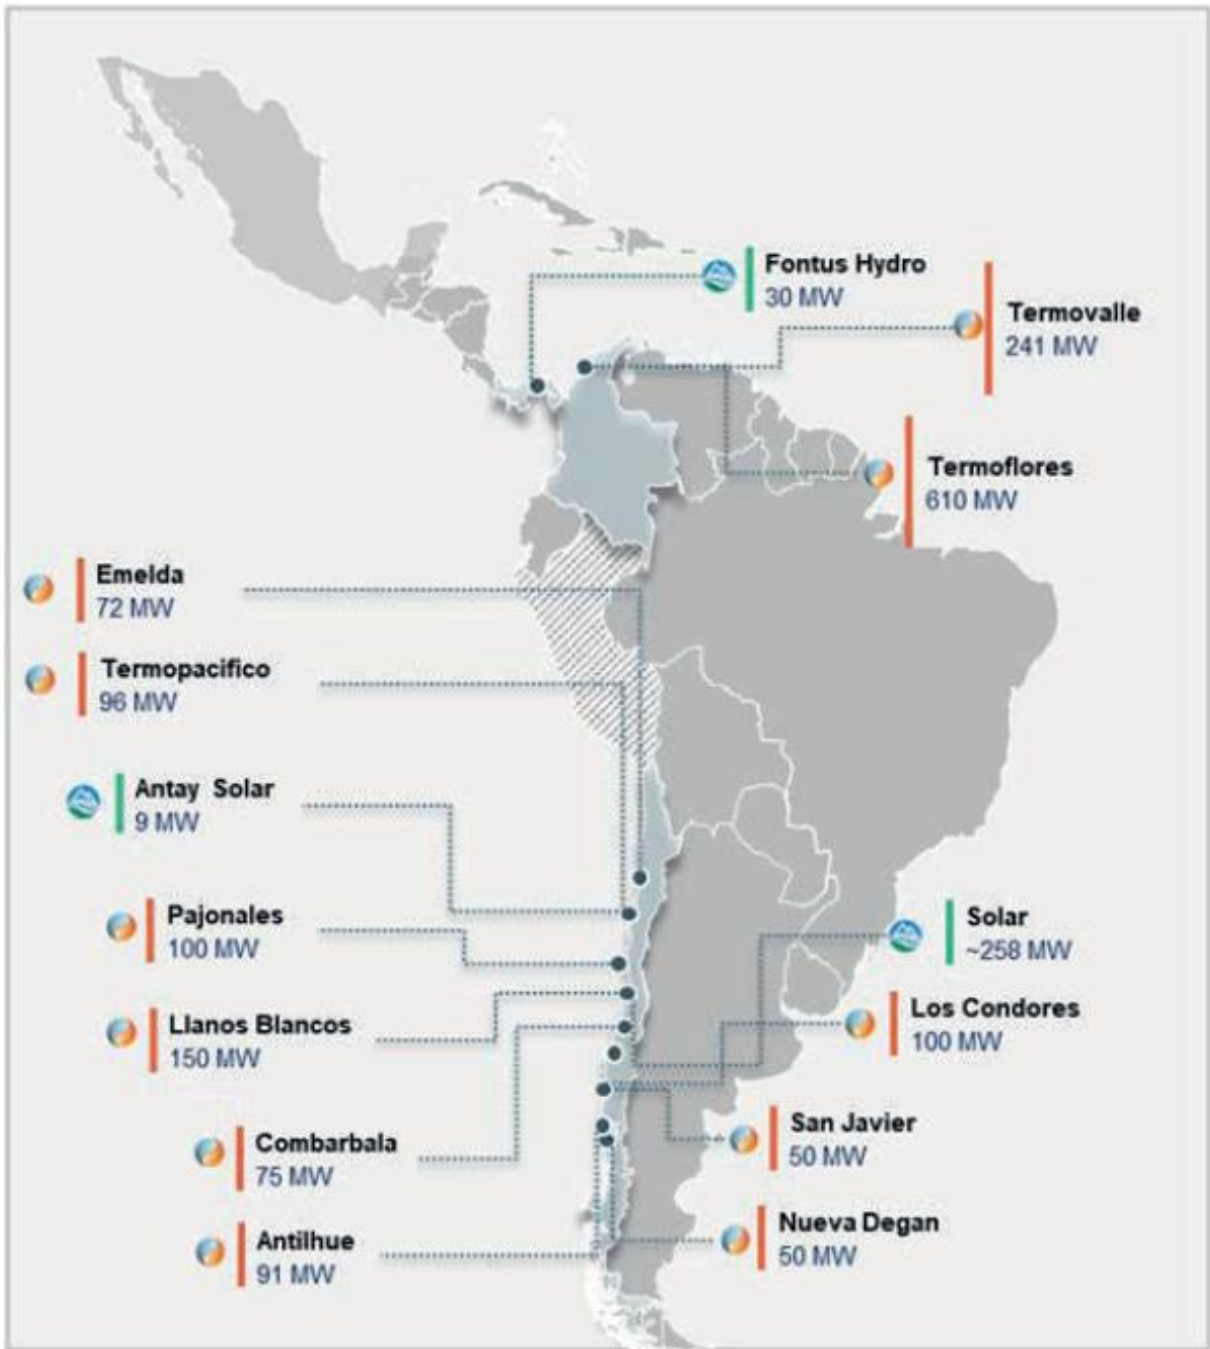 Fontus Hydro
30 MW
Termovalle
241 MW
Termoflores
610 MW
Emelda
72 MW
Termopacifico
96 MW
Antay Solar
9 MW
Pajonales
100 MW
Solar
~258 MW
Llanos Blancos
150 MW
Los Condores
100 MW
Combarbala
75 MW
San Javier
50 MW
Antilhue
91 MW
Nueva Degan
50 MW